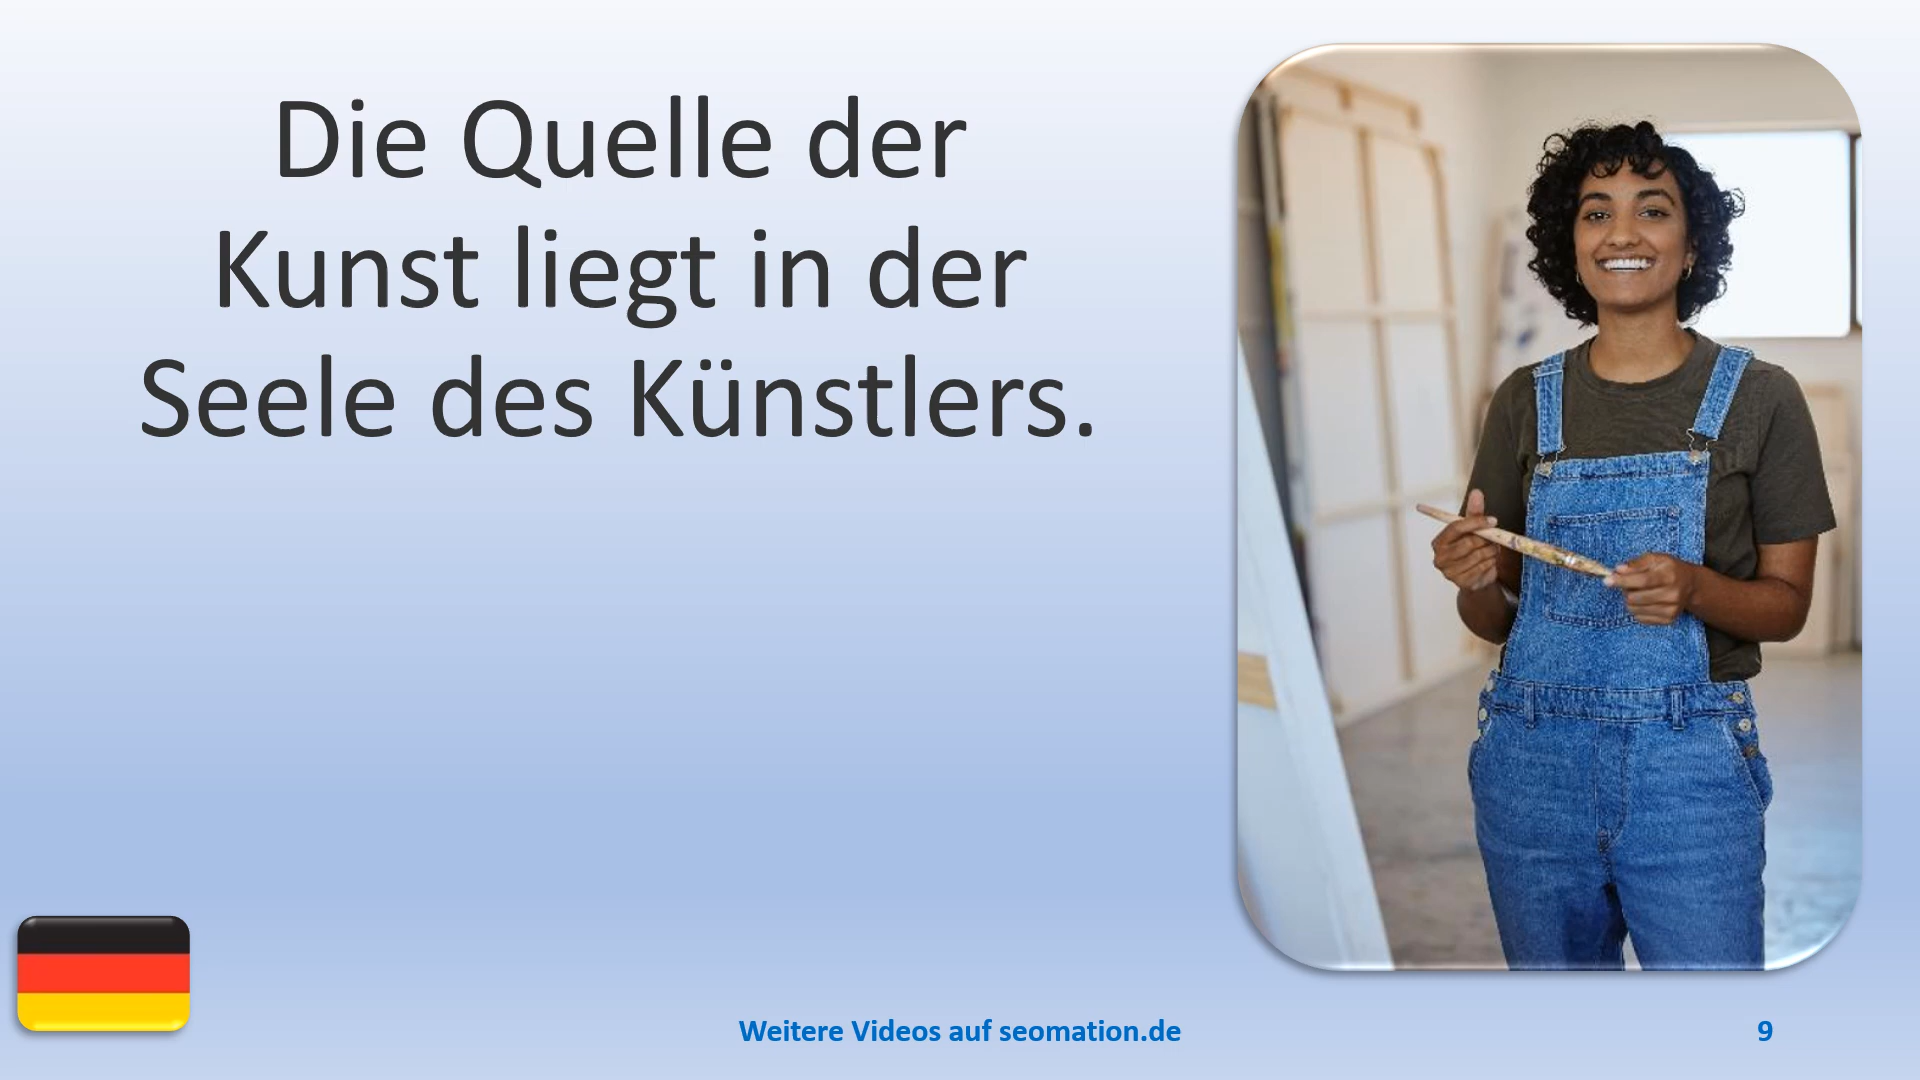 Die Quelle der
Kunst liegt in der
Seele des Künstlers.
Weitere Videos auf seomation.de
9